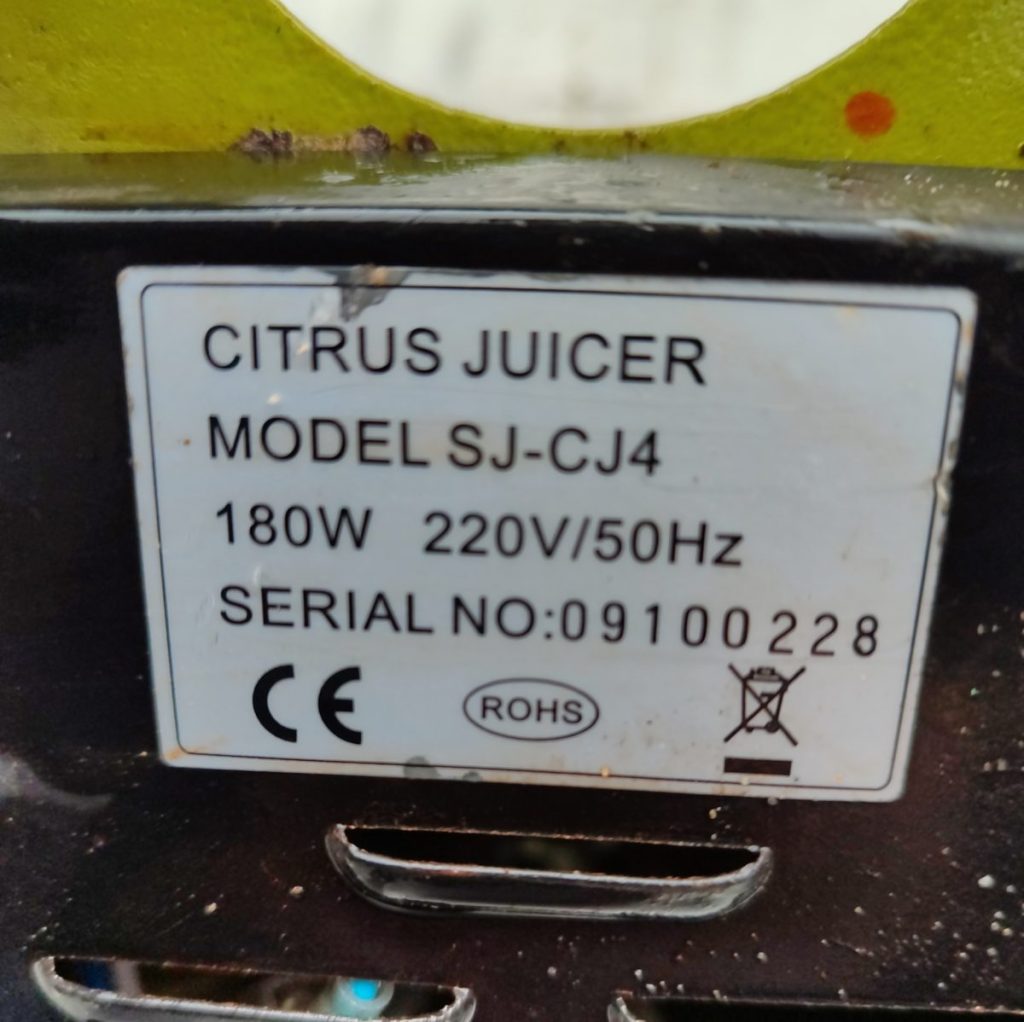 CITRUS JUICER
MODEL SJ-CJ4
180W 220V/50Hz
SERIAL NO:09100228
CE ROHS